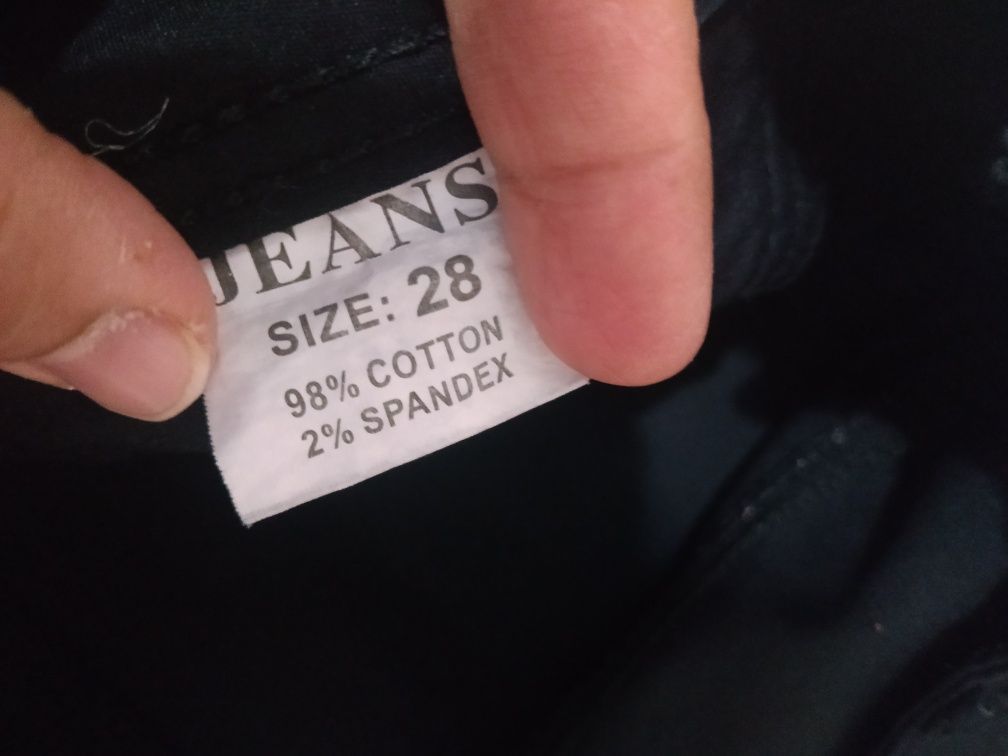 JEANS
SIZE: 28
98% COTTON
2% SPANDEX